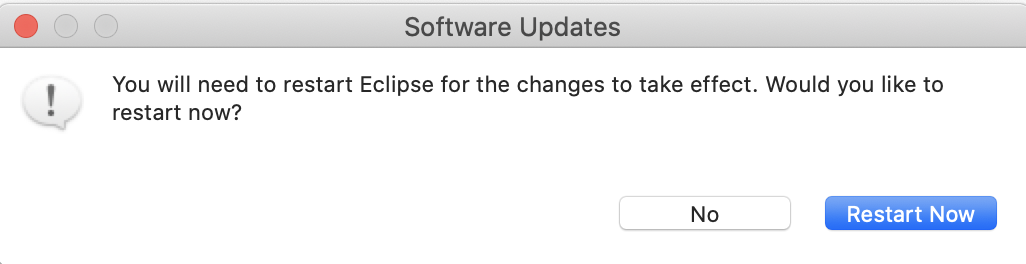 Software Updates
You will need to restart Eclipse for the changes to take effect. Would you like to
restart now?
No
Restart Now